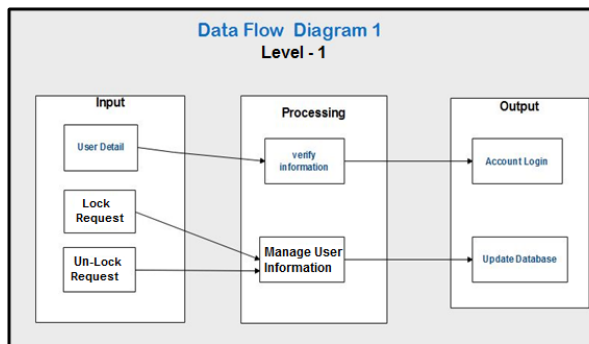 Data Flow Diagram 1
Level - 1
Input
User Detail
Lock
Request
Un-Lock
Request
Processing
verify
information
Manage User
Information
Output
Account Login
Update Database